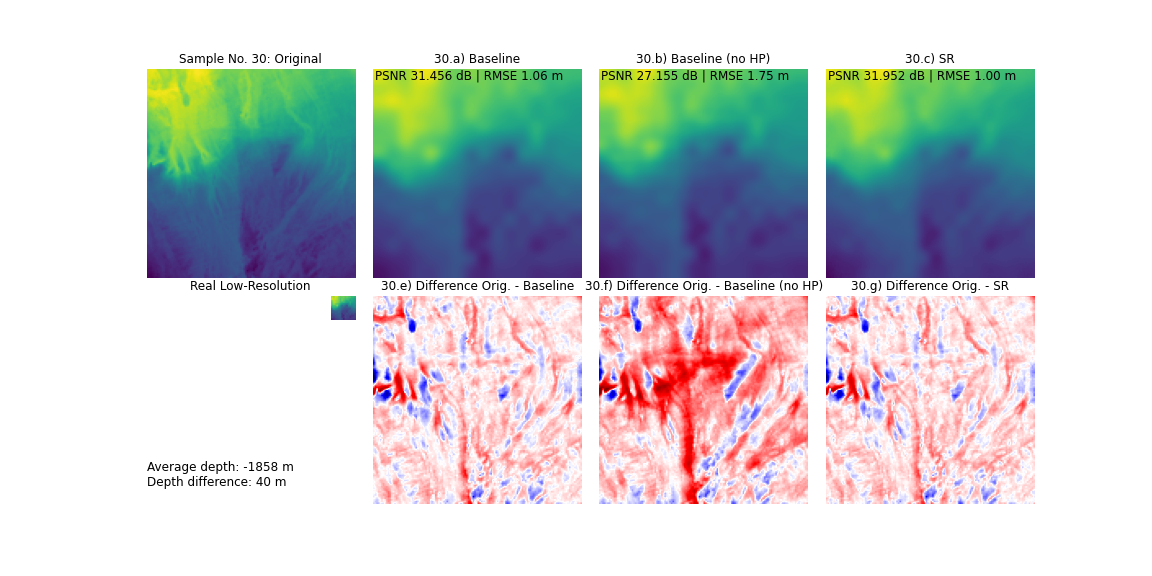 Sample No. 30: Original
30.a) Baseline
30.b) Baseline (no HP)
30.c) SR
PSNR 31.456 dB | RMSE 1.06 m
PSNR 27.155 dB | RMSE 1.75 m
PSNR 31.952 dB | RMSE 1.00 m
Real Low-Resolution
30.e) Difference Orig. - Baseline
30.f) Difference Orig. - Baseline (no HP)
30.g) Difference Orig. - SR
Average depth: -1858 m
Depth difference: 40 m